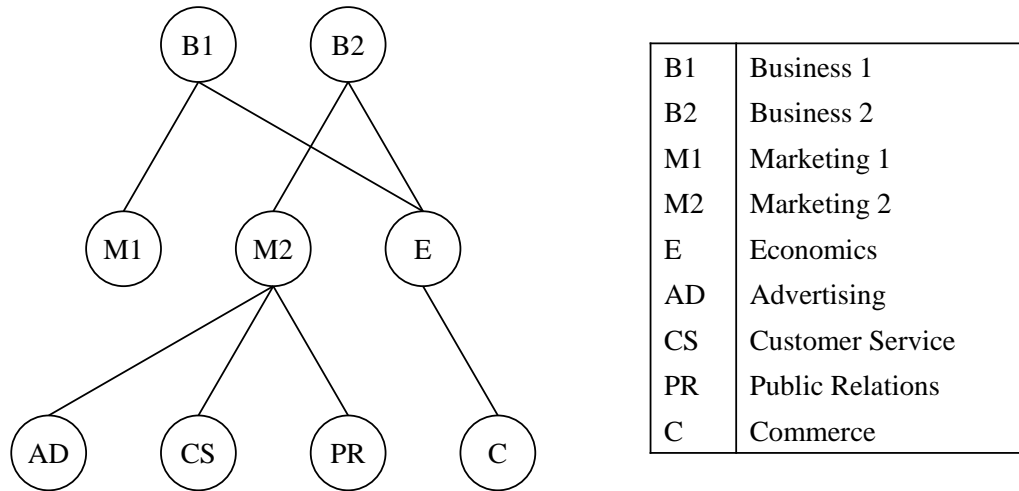 B1 B2
M1 M2 E
AD CS PR C
B1 Business 1
B2 Business 2
M1 Marketing 1
M2 Marketing 2
E Economics
AD Advertising
CS Customer Service
PR Public Relations
C Commerce